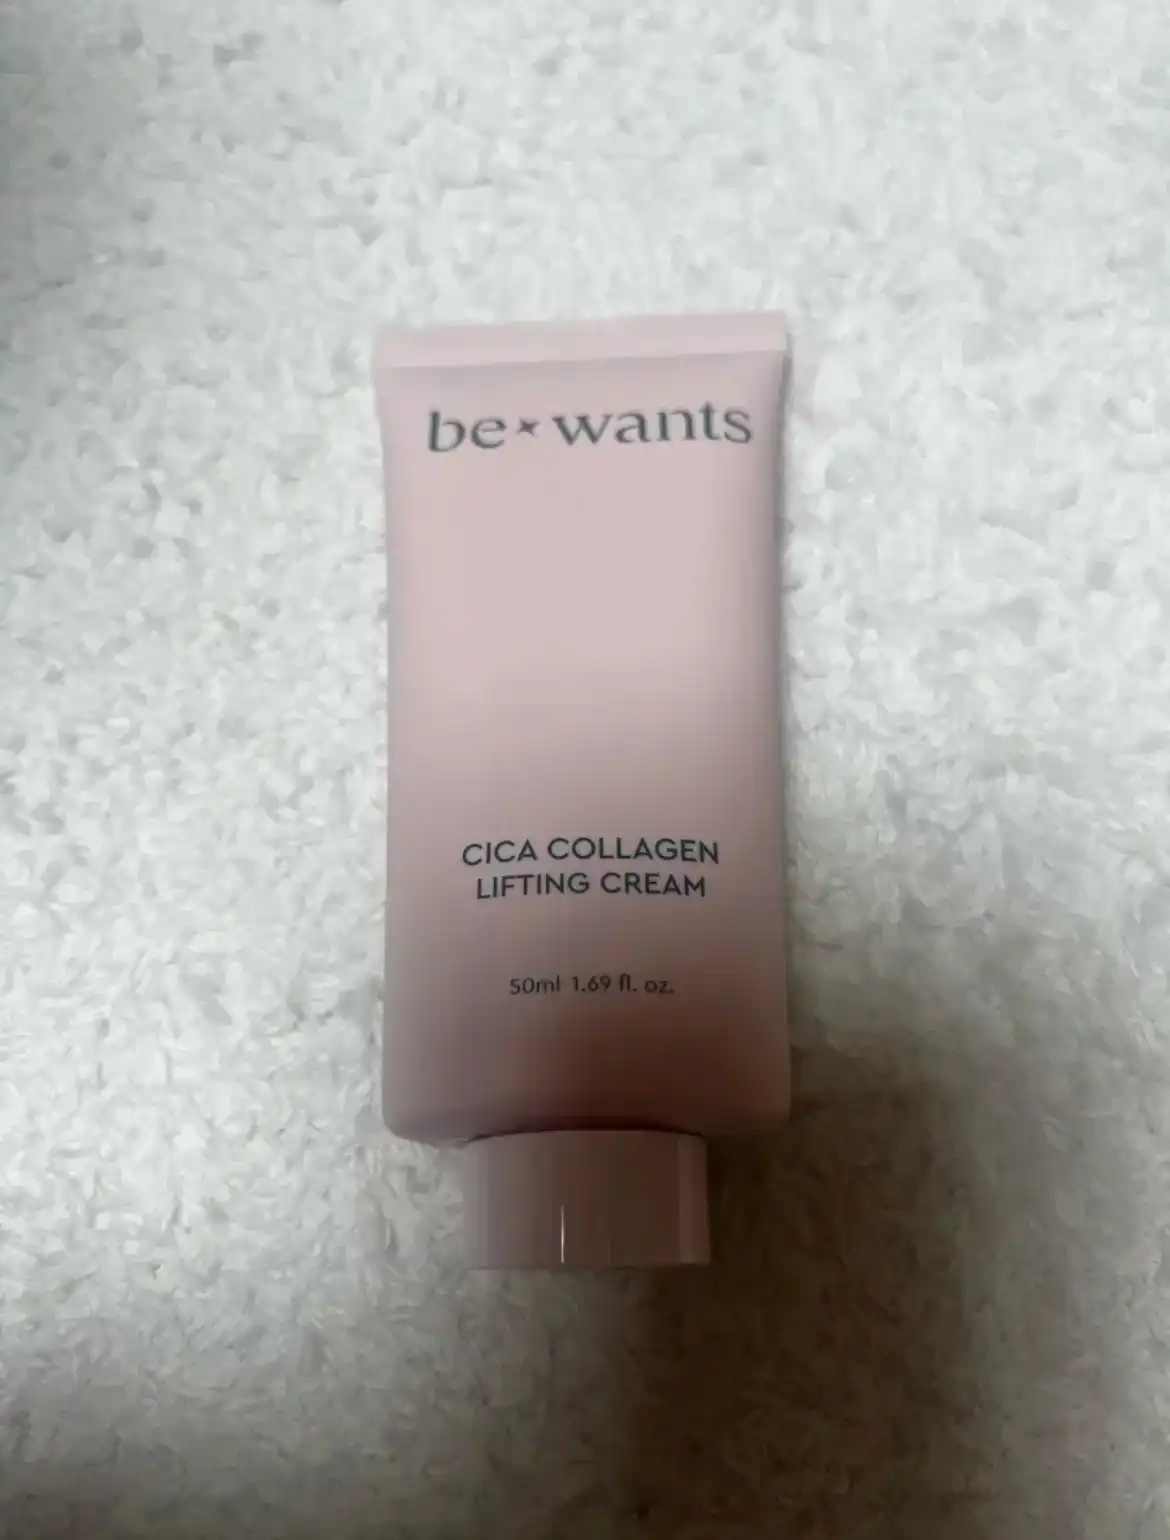 be wants
CICA COLLAGEN
LIFTING CREAM
50ml 1.69 fl. oz.